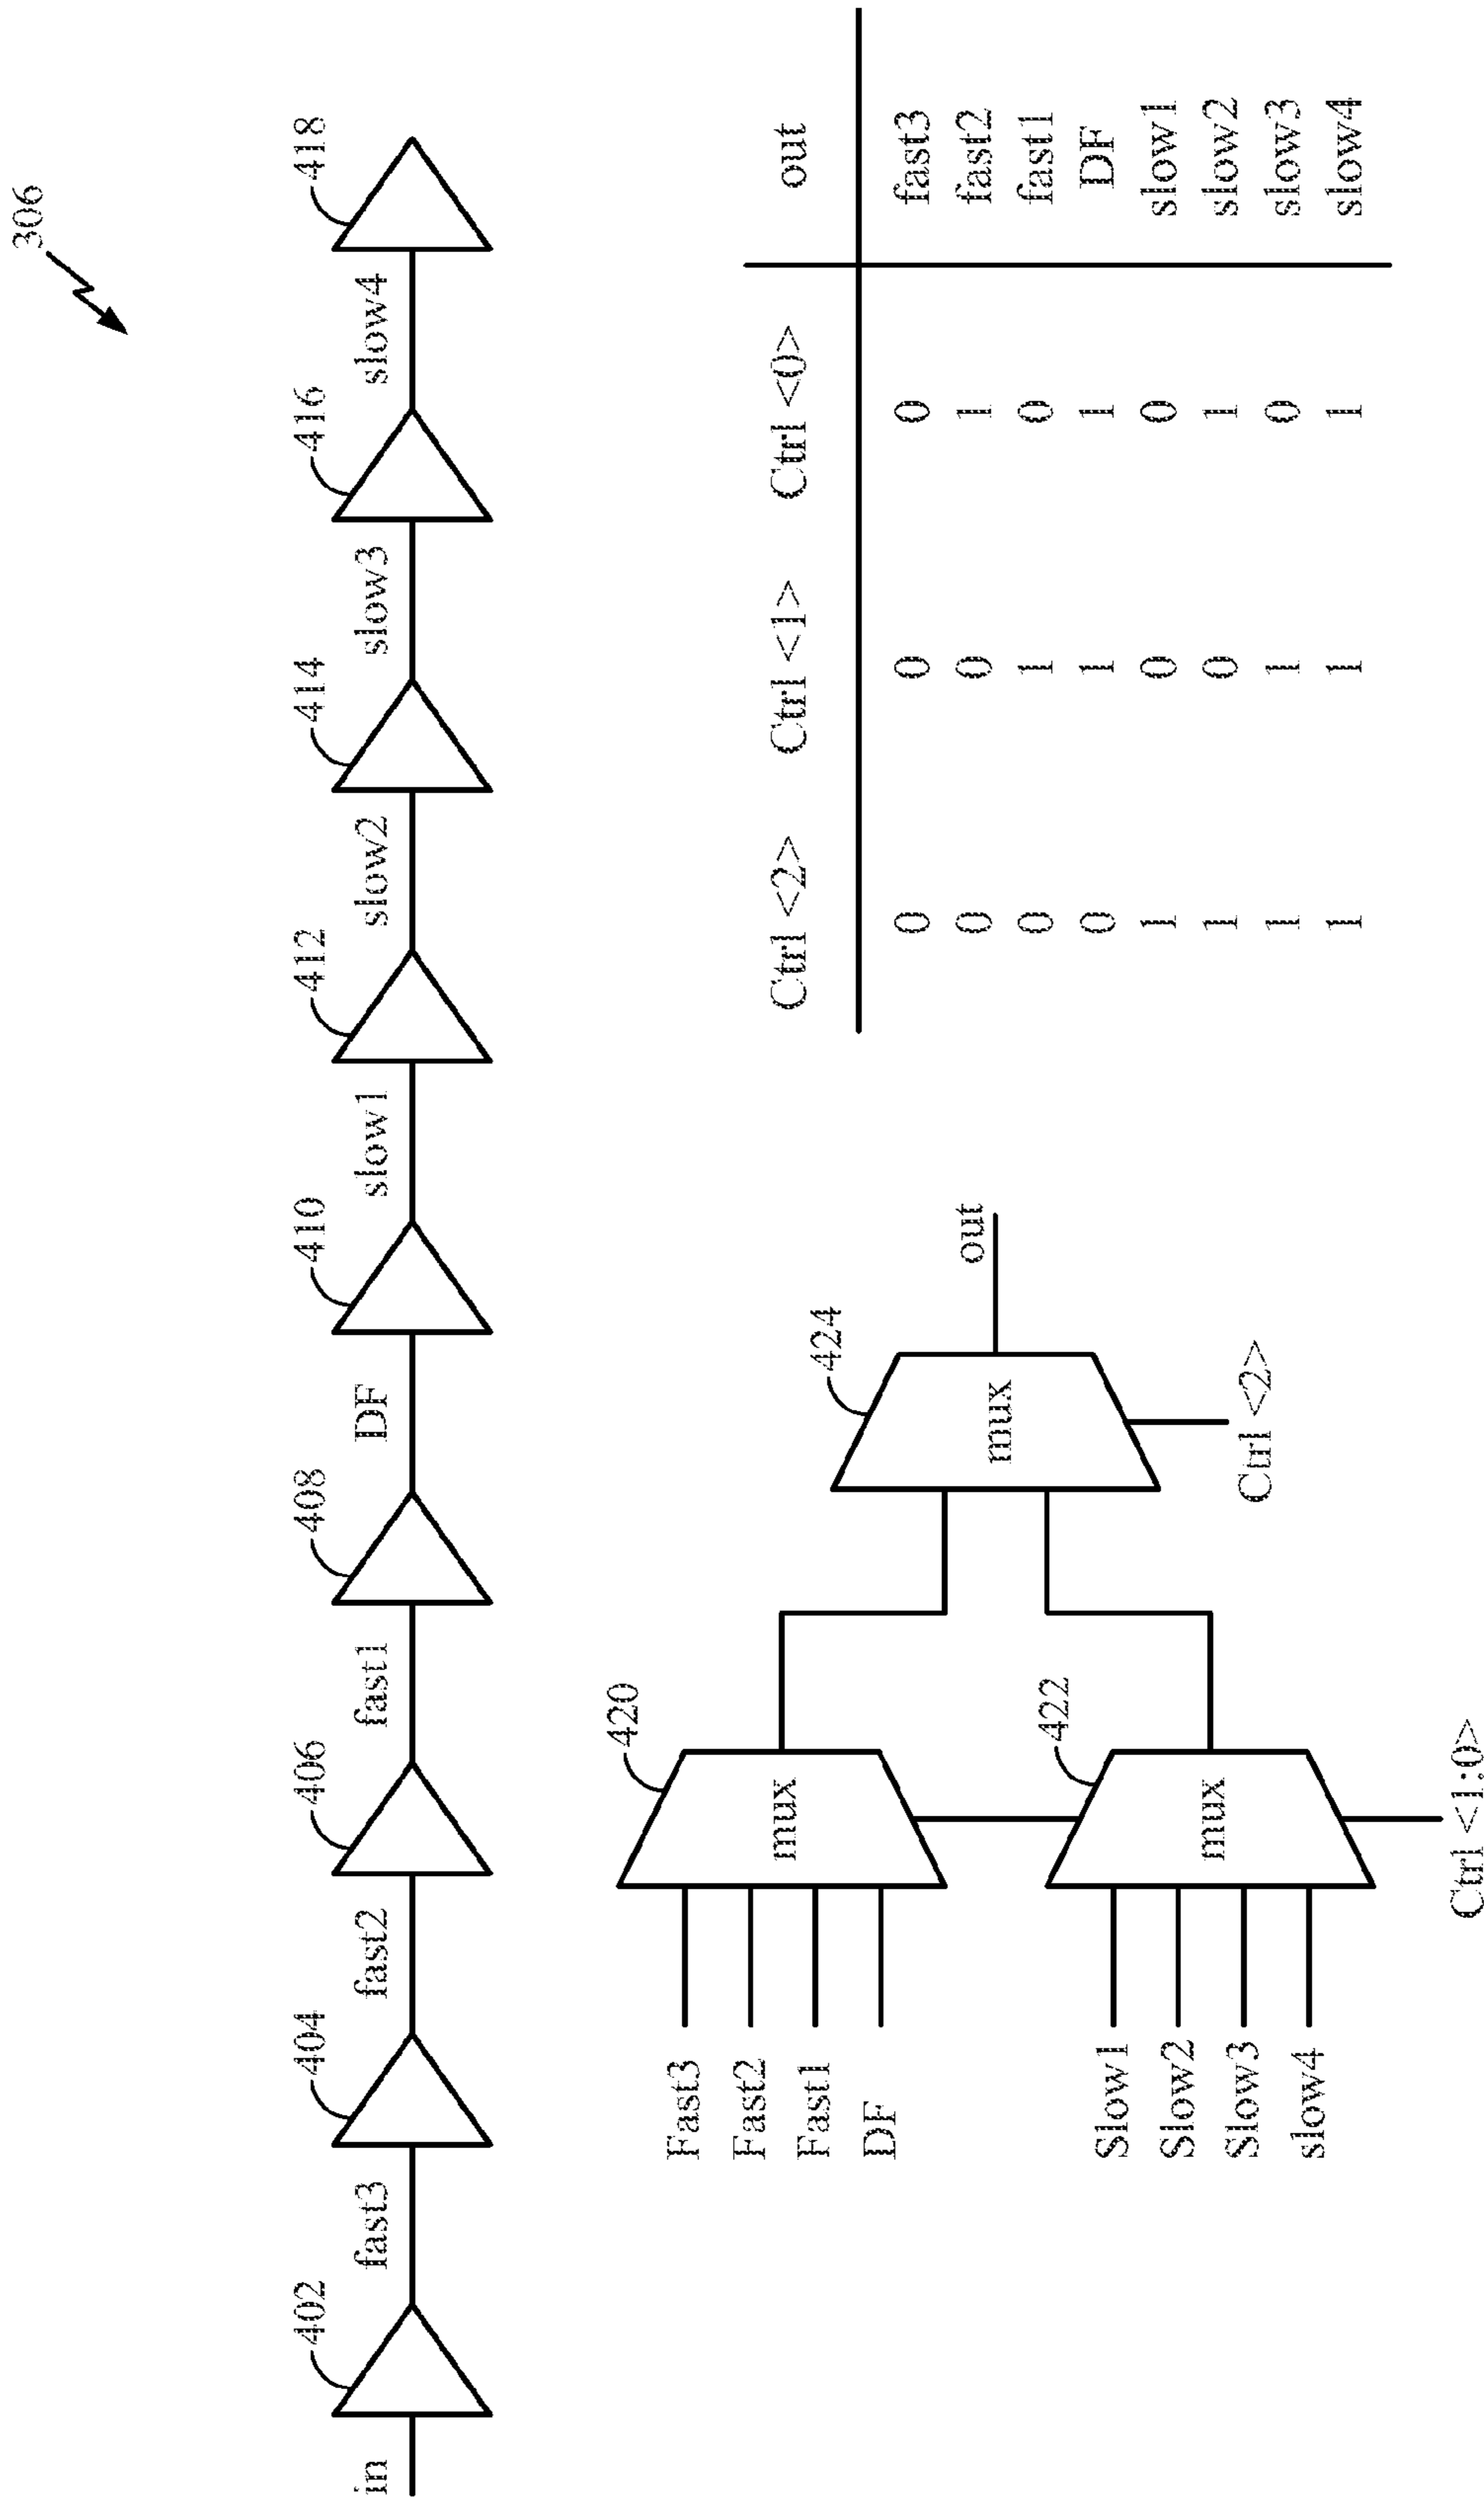 306
402 404 406 408 410 412 414 416 418
in fast3 fast2 fast1 DF slow1 slow2 slow3 slow4
420
Fast3
Fast2
Fast1
DF
mux
424
mux
out
Ctrl <2>
422
Slow1
Slow2
Slow3
slow4
mux
Ctrl <1:0>
Ctrl <2> Ctrl <1> Ctrl <0> out
0 0 0 fast3
0 0 1 fast2
0 1 0 fast1
0 1 1 DF
1 0 0 slow1
1 0 1 slow2
1 1 0 slow3
1 1 1 slow4